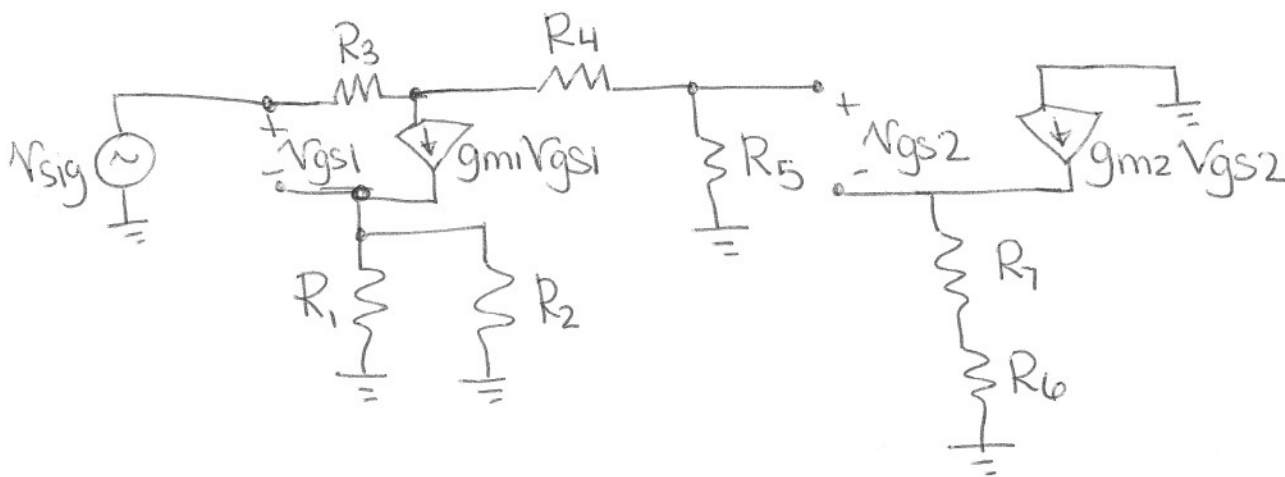 R3
R4
Vsig
+
Vgs1
-
gm1Vgs1
R5
+
Vgs2
-
gm2Vgs2
R1
R2
R7
R6